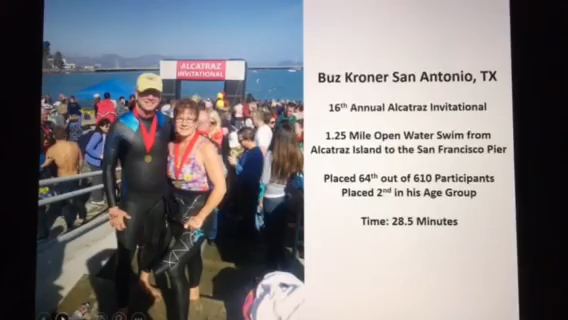 ALCATRAZ
INVITATIONAL
Buz Kroner San Antonio, TX
16th Annual Alcatraz Invitational
1.25 Mile Open Water Swim from
Alcatraz Island to the San Francisco Pier
Placed 64th out of 610 Participants
Placed 2nd in his Age Group
Time: 28.5 Minutes